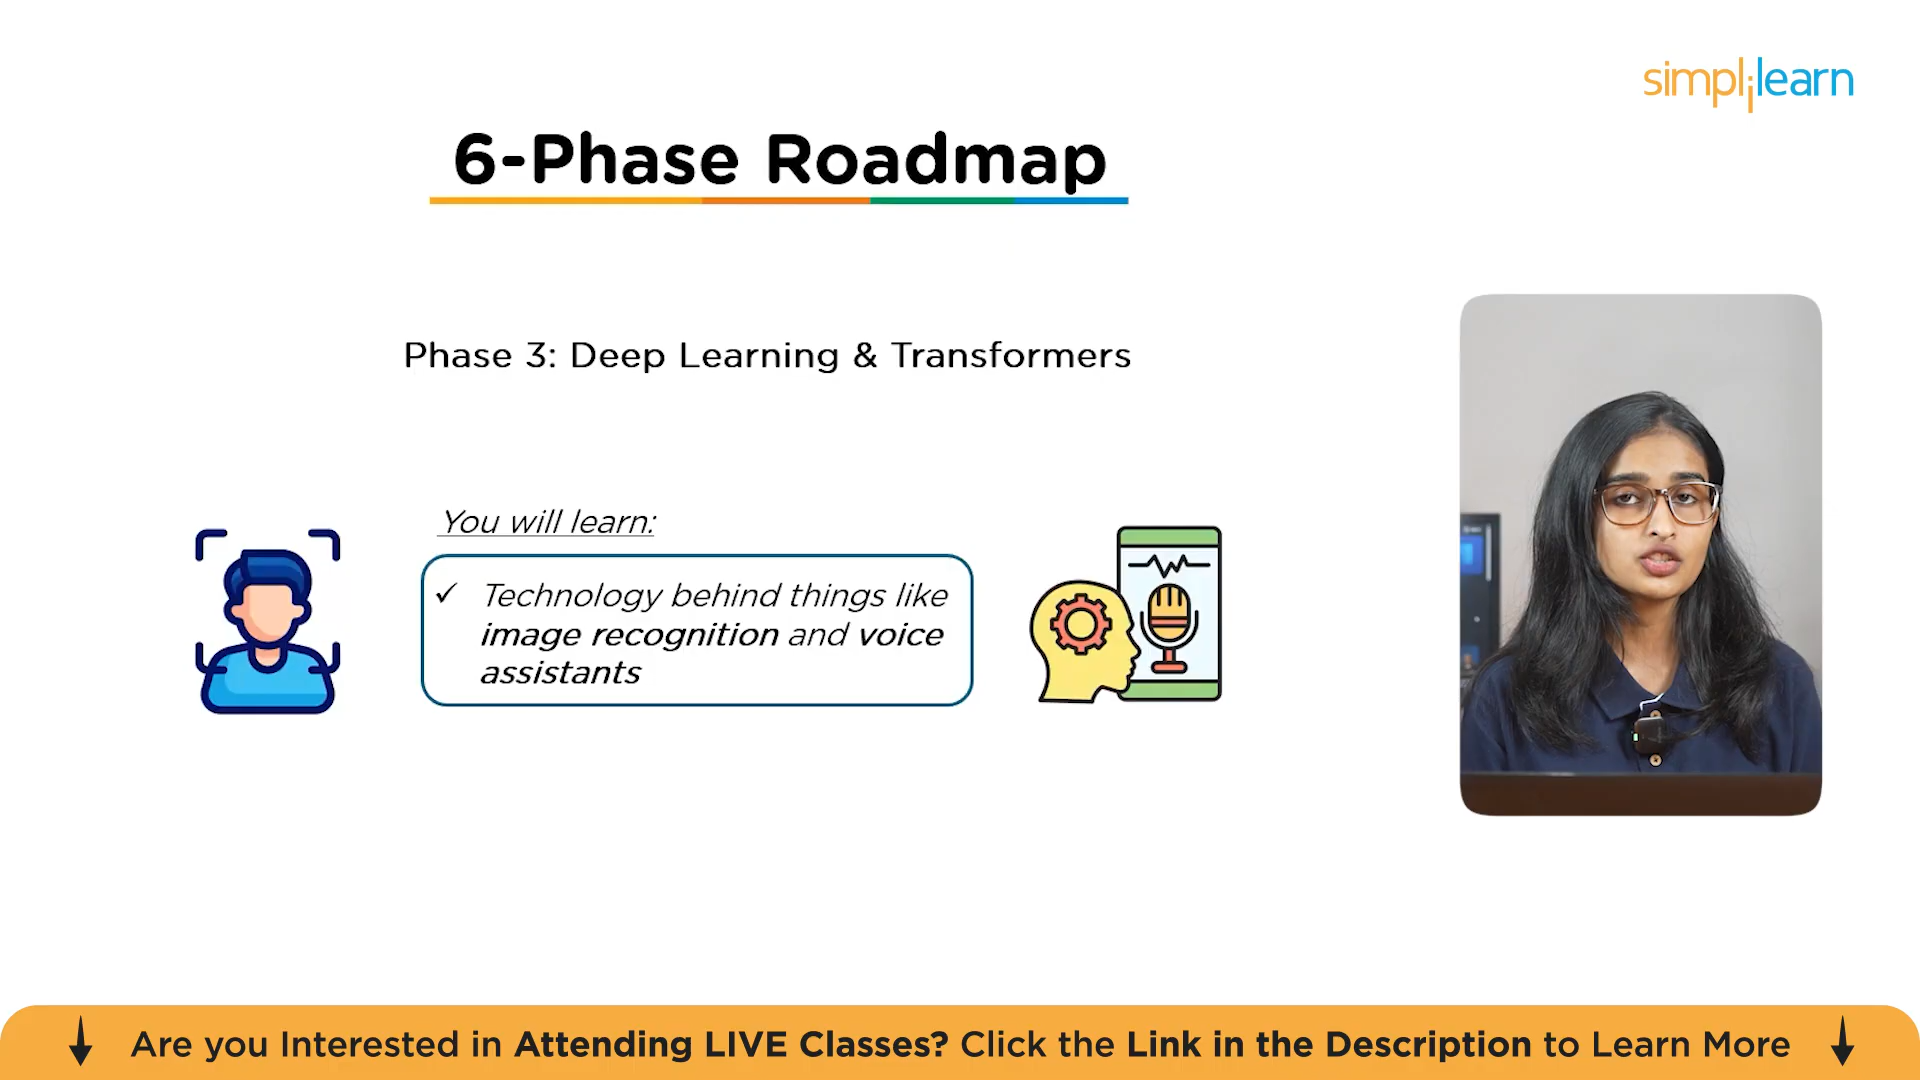 simplilearn
6-Phase Roadmap
Phase 3: Deep Learning & Transformers
You will learn:
✓ Technology behind things like
image recognition and voice
assistants
Are you Interested in Attending LIVE Classes? Click the Link in the Description to Learn More